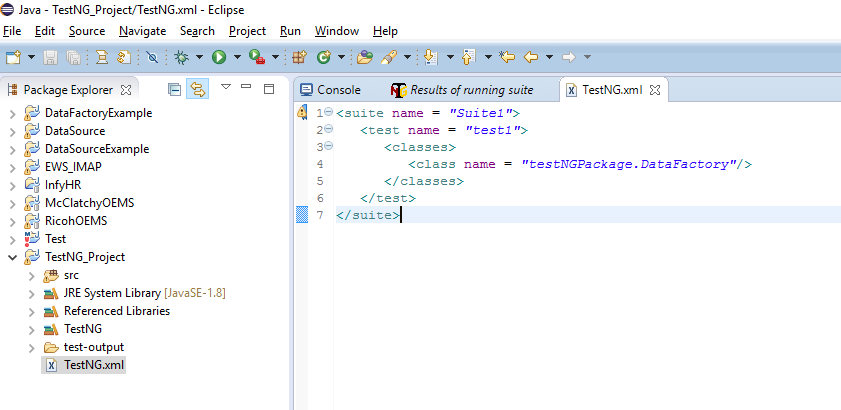 Java - TestNG_Project/TestNG.xml - Eclipse
File Edit Source Navigate Search Project Run Window Help
Package Explorer
DataFactoryExample
DataSource
DataSourceExample
EWS_IMAP
InfyHR
McClatchyOEMS
RicohOEMS
Test
TestNG_Project
src
JRE System Library [JavaSE-1.8]
Referenced Libraries
TestNG
test-output
TestNG.xml
Console Results of running suite TestNG.xml
1 <suite name = "Suite1">
2 <test name = "test1">
3 <classes>
4 <class name = "testNGPackage.DataFactory"/>
5 </classes>
6 </test>
7 </suite>